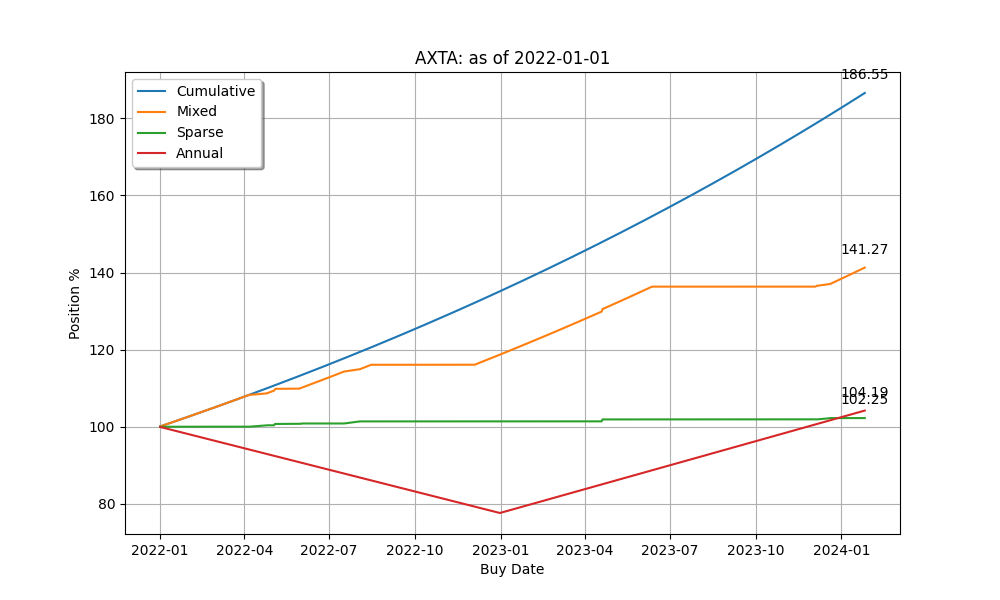 AXTA: as of 2022-01-01
Cumulative
Mixed
Sparse
Annual
186.55
141.27
104.19
102.25
180
160
140
120
100
80
Position %
2022-01 2022-04 2022-07 2022-10 2023-01 2023-04 2023-07 2023-10 2024-01
Buy Date